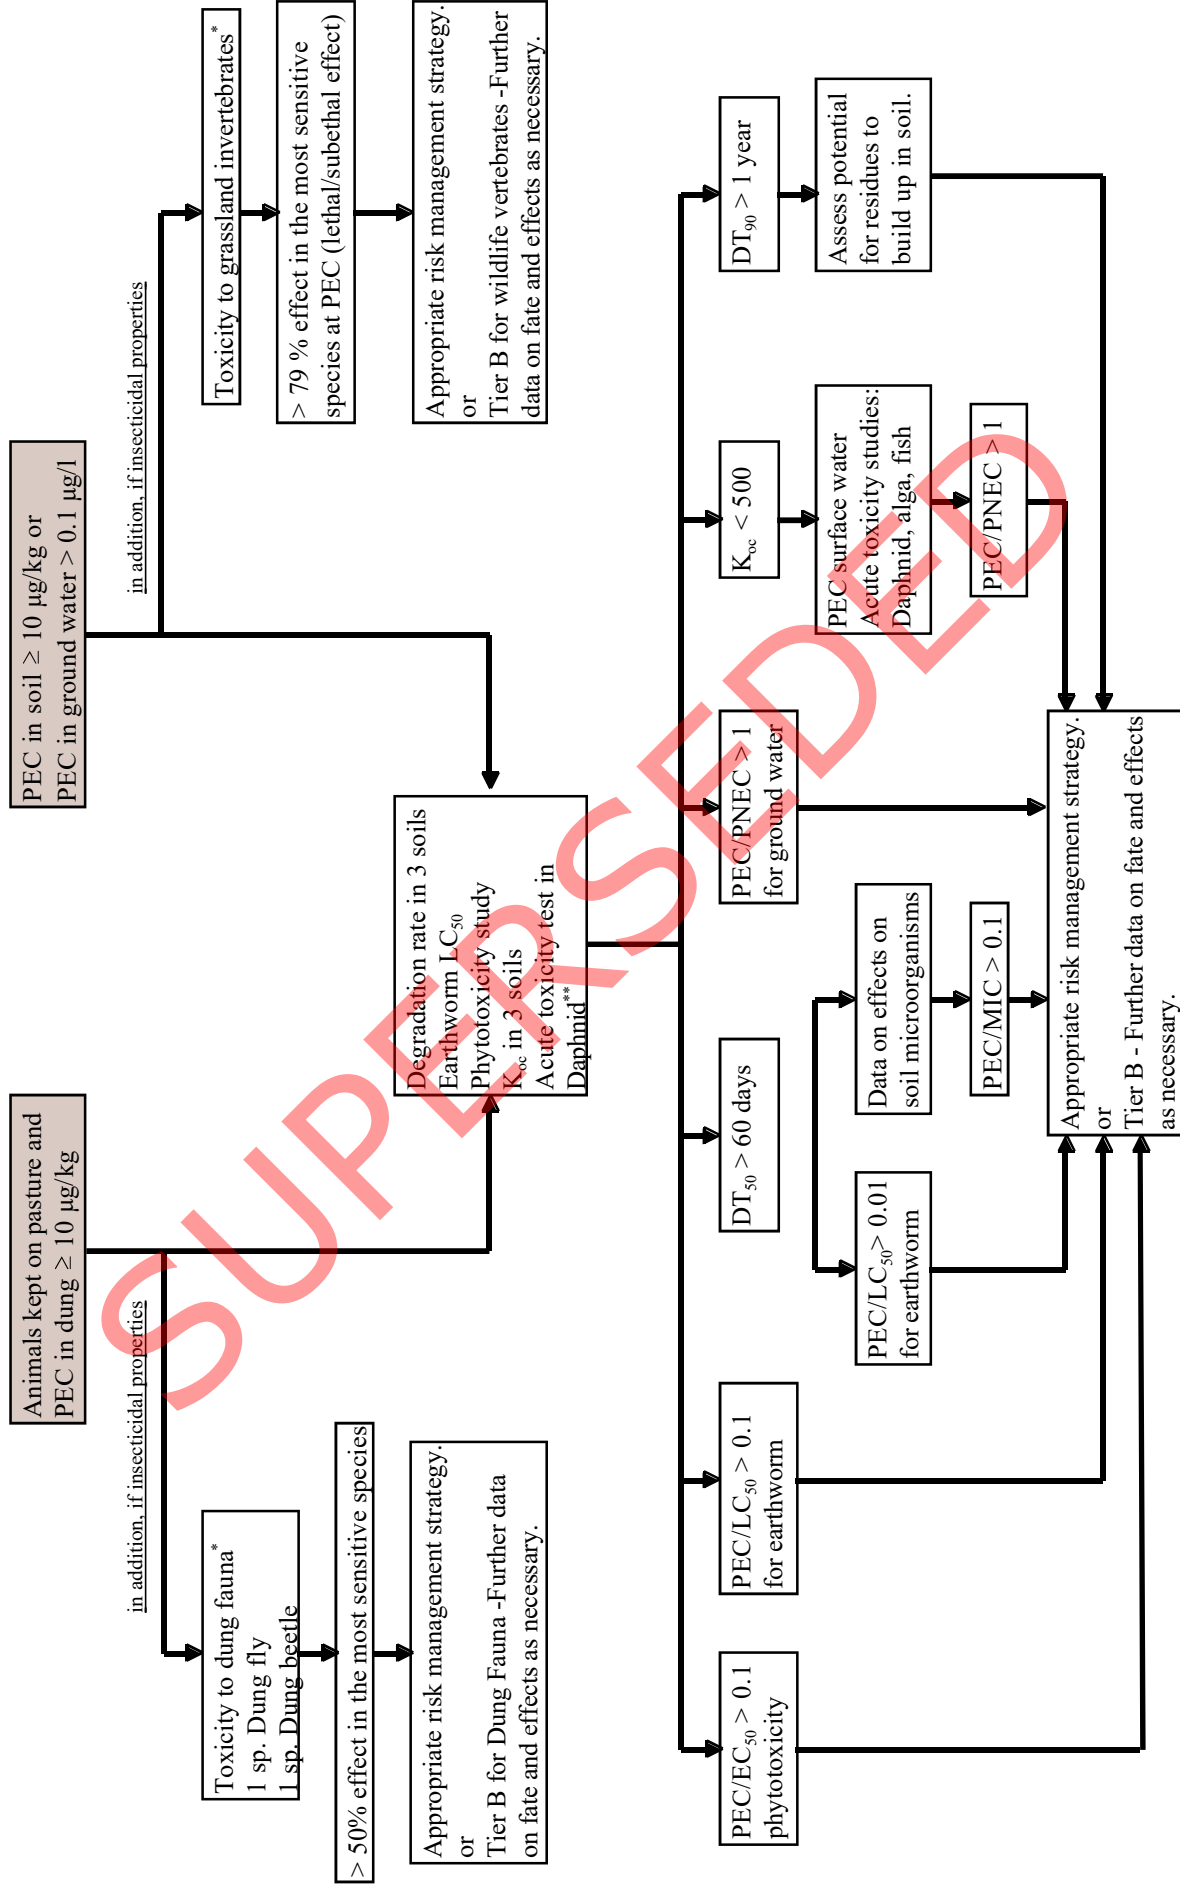 Animals kept on pasture and
PEC in dung ≥ 10 µg/kg
PEC in soil ≥ 10 µg/kg or
PEC in ground water > 0.1 µg/l
in addition, if insecticidal properties
in addition, if insecticidal properties
Toxicity to dung fauna*
1 sp. Dung fly
1 sp. Dung beetle
> 50% effect in the most sensitive species
Appropriate risk management strategy.
or
Tier B for Dung Fauna -Further data
on fate and effects as necessary.
Toxicity to grassland invertebrates*
> 79 % effect in the most sensitive
species at PEC (lethal/subethal effect)
Appropriate risk management strategy.
or
Tier B for wildlife vertebrates -Further
data on fate and effects as necessary.
Degradation rate in 3 soils
Earthworm LC50
Phytotoxicity study
Koc in 3 soils
Acute toxicity test in
Daphnid**
PEC/EC50 > 0.1
phytotoxicity
PEC/LC50 > 0.1
for earthworm
DT50 > 60 days
PEC/LC50> 0.01
for earthworm
Data on effects on
soil microorganisms
PEC/MIC > 0.1
PEC/PNEC > 1
for ground water
Koc < 500
PEC surface water
Acute toxicity studies:
Daphnid, alga, fish
PEC/PNEC > 1
DT90 > 1 year
Assess potential
for residues to
build up in soil.
Appropriate risk management strategy.
or
Tier B - Further data on fate and effects
as necessary.
SUPERSEDED